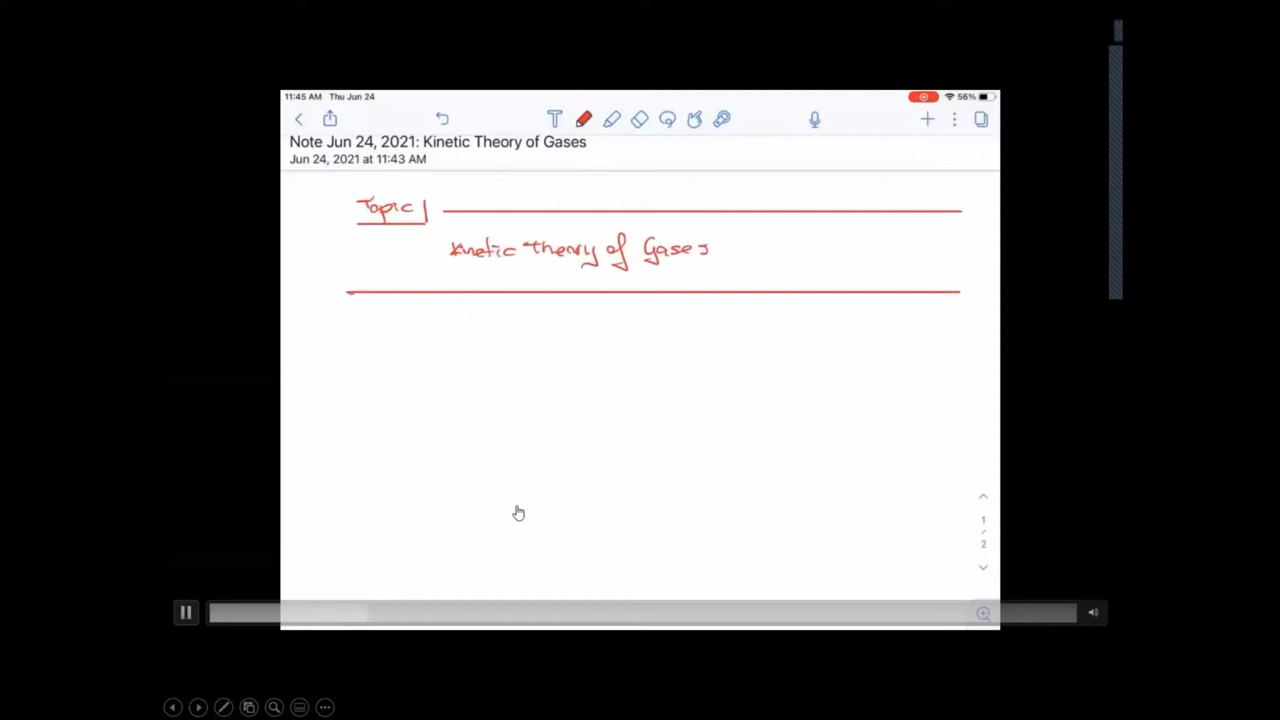 11:45 AM Thu Jun 24 56%
Note Jun 24, 2021: Kinetic Theory of Gases
Jun 24, 2021 at 11:43 AM
Topic 1
Kinetic Theory of Gases
1
/
2